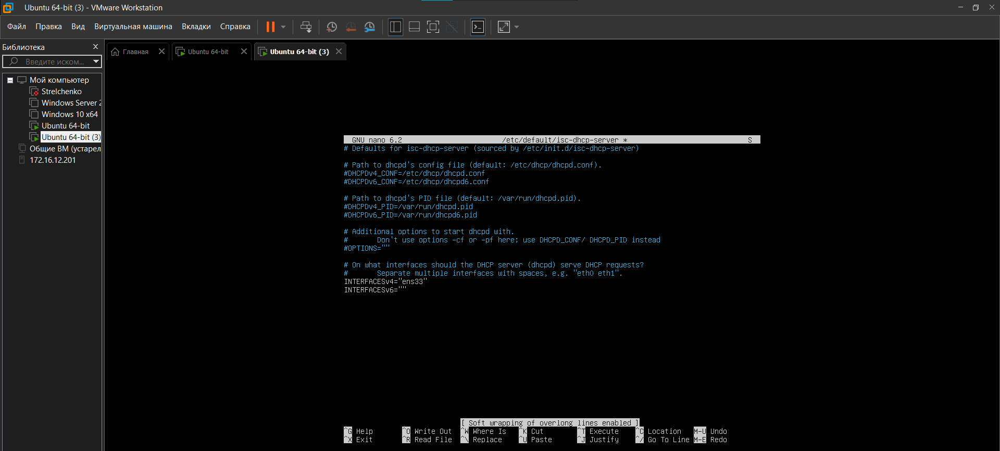 Ubuntu 64-bit (3) - VMware Workstation
Файл Правка Вид Виртуальная машина Вкладки Справка
Библиотека
Введите иском...
Мой компьютер
Strelchenko
Windows Server 2
Windows 10 x64
Ubuntu 64-bit
Ubuntu 64-bit (3)
Общие ВМ (устарел
172.16.12.201
Главная
Ubuntu 64-bit
Ubuntu 64-bit (3)
GNU nano 6.2 /etc/default/isc-dhcp-server * S
# Defaults for isc-dhcp-server (sourced by /etc/init.d/isc-dhcp-server)
# Path to dhcpd's config file (default: /etc/dhcp/dhcpd.conf).
#DHCPDv4_CONF=/etc/dhcp/dhcpd.conf
#DHCPDv6_CONF=/etc/dhcp/dhcpd6.conf
# Path to dhcpd's PID file (default: /var/run/dhcpd.pid).
#DHCPDv4_PID=/var/run/dhcpd.pid
#DHCPDv6_PID=/var/run/dhcpd6.pid
# Additional options to start dhcpd with.
# Don't use options -cf or -pf here; use DHCPD_CONF/ DHCPD_PID instead
#OPTIONS=""
# On what interfaces should the DHCP server (dhcpd) serve DHCP requests?
# Separate multiple interfaces with spaces, e.g. "eth0 eth1".
INTERFACESv4="ens33"
INTERFACESv6=""
[ Soft wrapping of overlong lines enabled ]
^G Help ^O Write Out ^W Where Is ^K Cut ^T Execute ^C Location M-U Undo
^X Exit ^R Read File ^\ Replace ^U Paste ^J Justify ^/ Go To Line M-E Redo